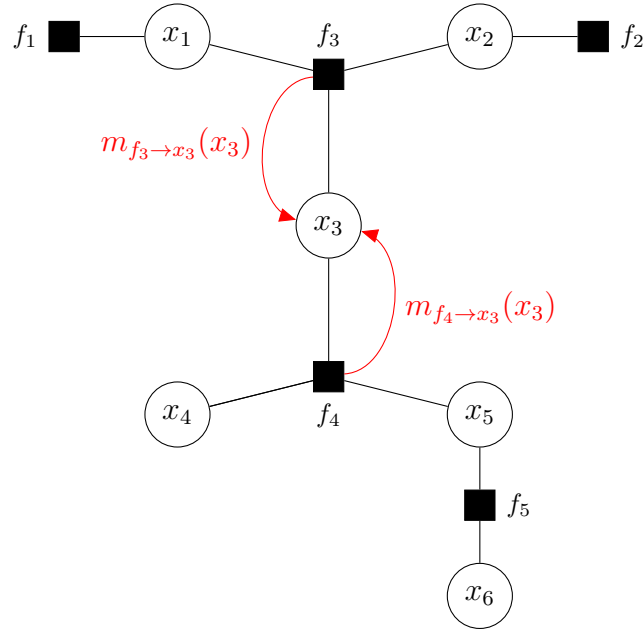 f₁ x₁ f₃ x₂ f₂
m_{f₃→x₃}(x₃)
x₃
m_{f₄→x₃}(x₃)
x₄ f₄ x₅
f₅
x₆